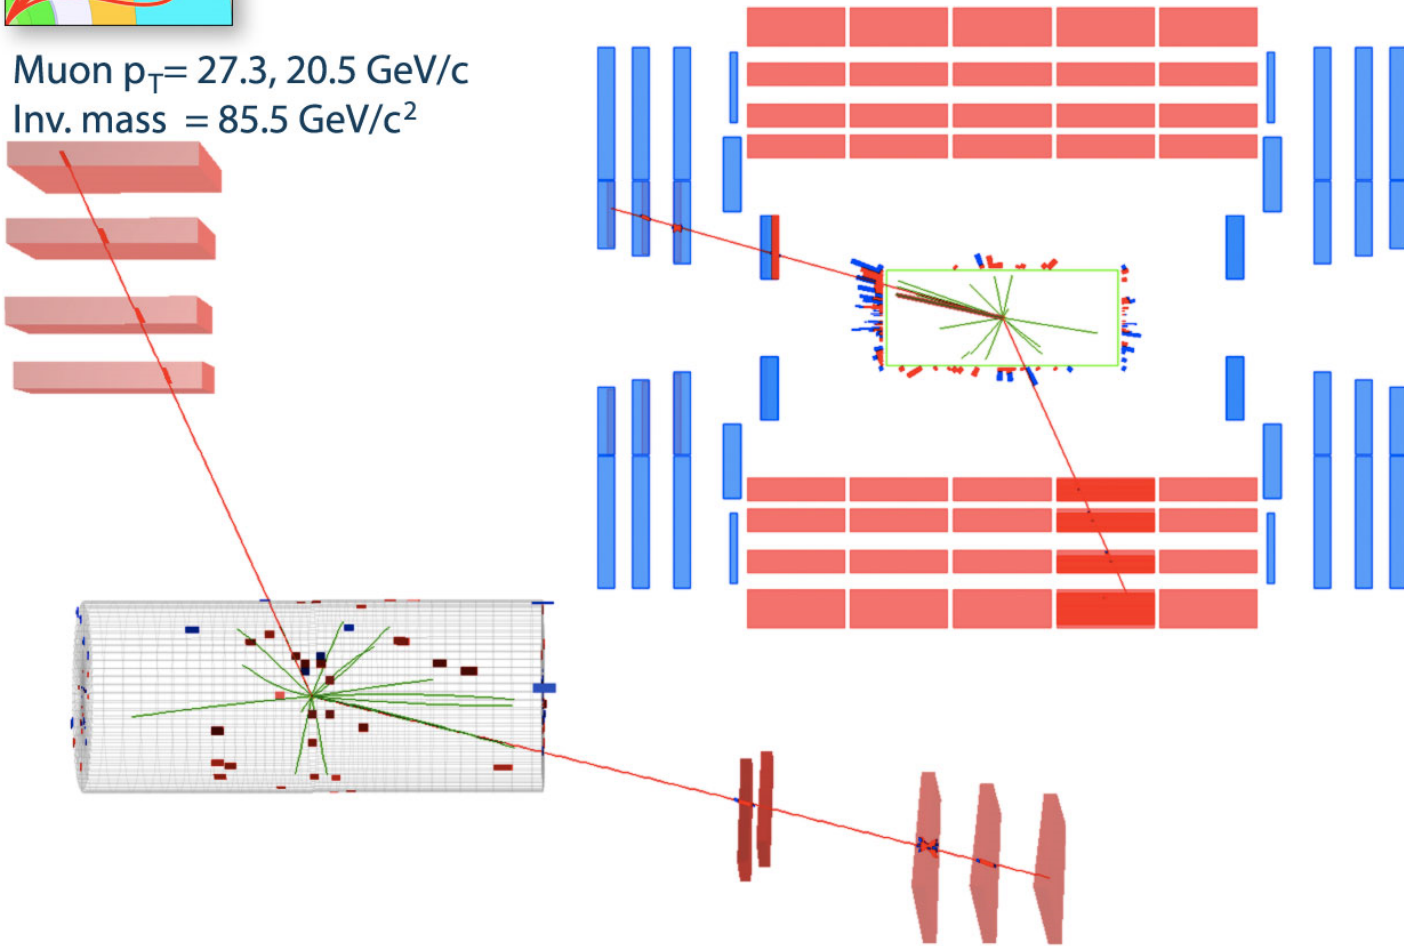 Muon pT= 27.3, 20.5 GeV/c
Inv. mass = 85.5 GeV/c²